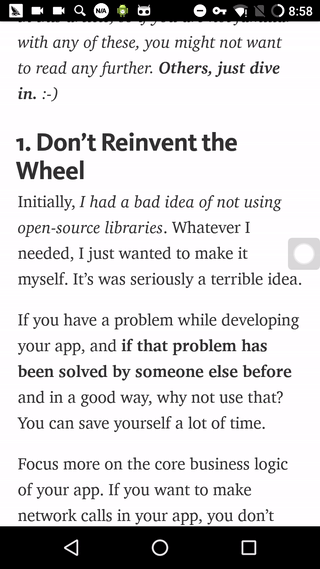 N/A
8:58
with any of these, you might not want
to read any further. Others, just dive
in. :-)
1. Don’t Reinvent the
Wheel
Initially, I had a bad idea of not using
open-source libraries. Whatever I
needed, I just wanted to make it
myself. It’s was seriously a terrible idea.
If you have a problem while developing
your app, and if that problem has
been solved by someone else before
and in a good way, why not use that?
You can save yourself a lot of time.
Focus more on the core business logic
of your app. If you want to make
network calls in your app, you don’t